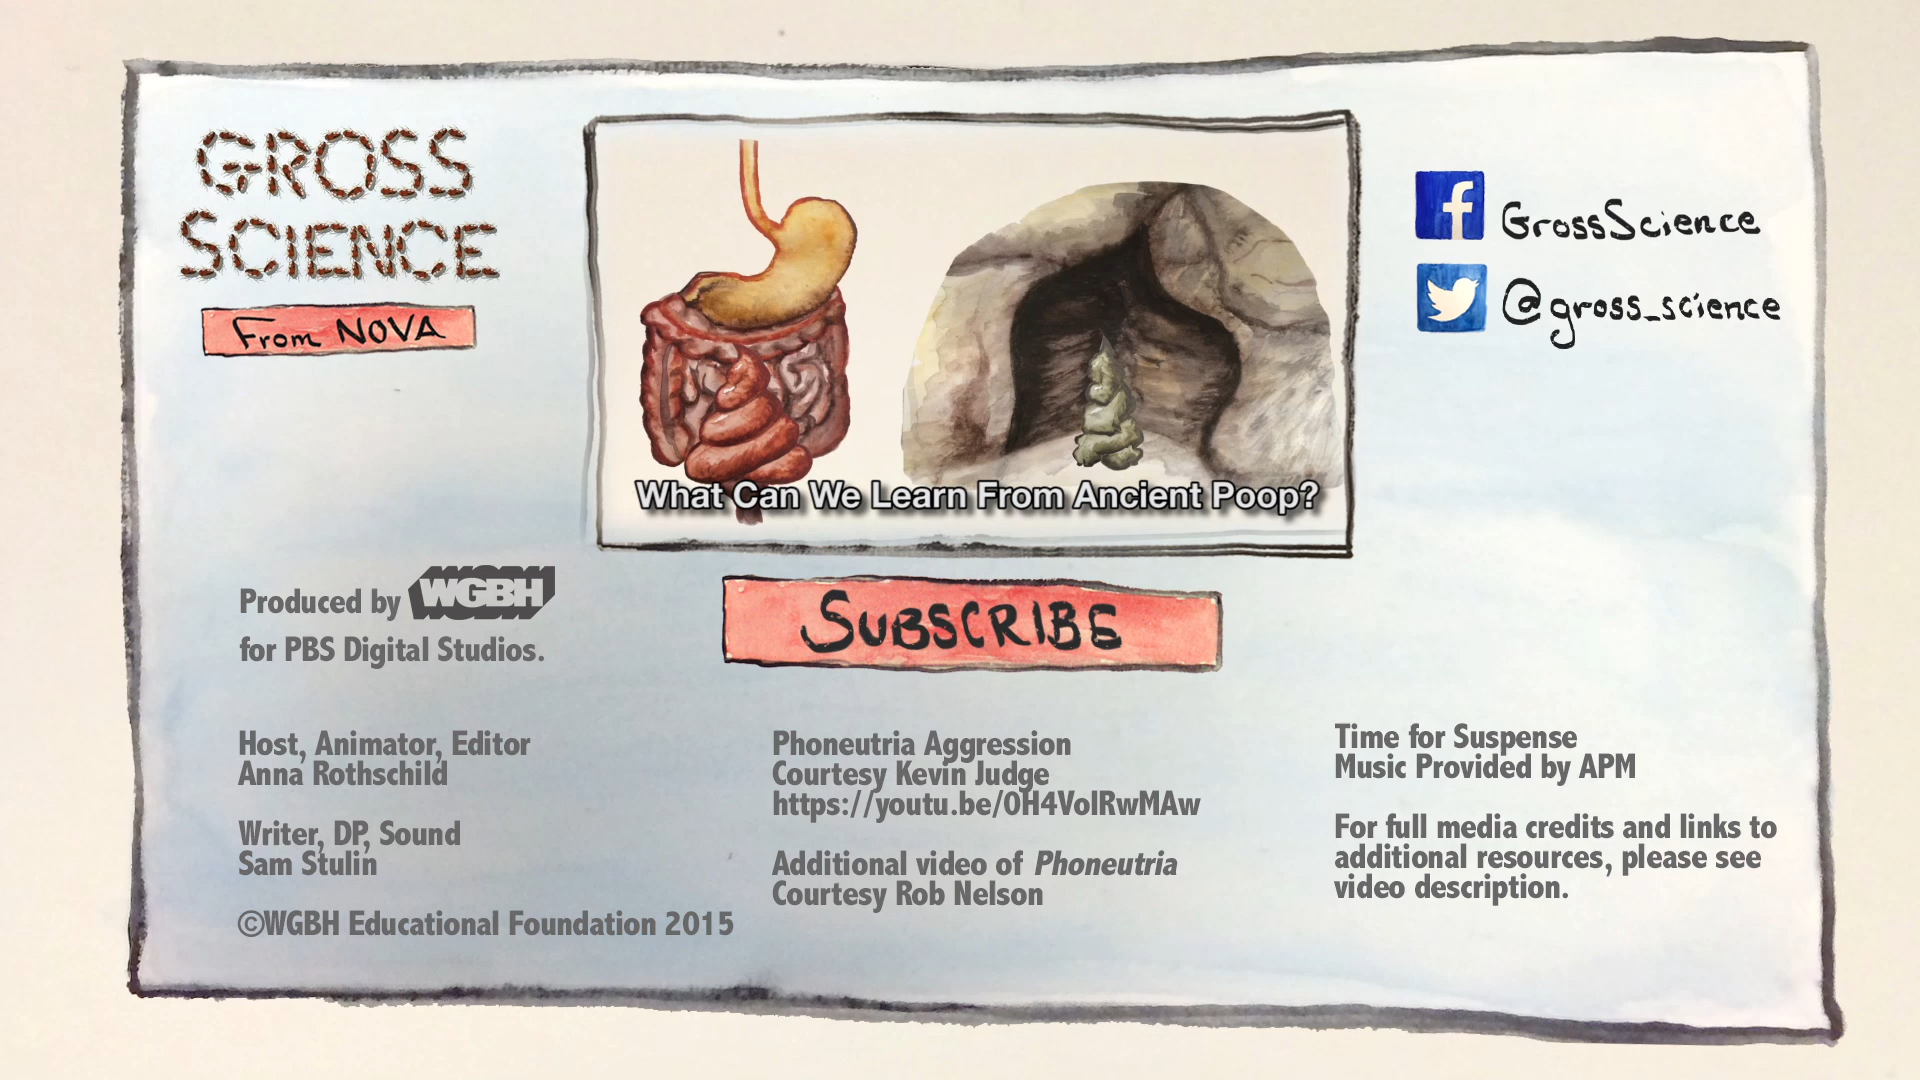 GROSS
SCIENCE
From NOVA
What Can We Learn From Ancient Poop?
GrossScience
@gross_science
Produced by WGBH
for PBS Digital Studios.
SUBSCRIBE
Host, Animator, Editor
Anna Rothschild
Writer, DP, Sound
Sam Stulin
©WGBH Educational Foundation 2015
Phoneutria Aggression
Courtesy Kevin Judge
https://youtu.be/0H4VolRwMAw
Additional video of Phoneutria
Courtesy Rob Nelson
Time for Suspense
Music Provided by APM
For full media credits and links to
additional resources, please see
video description.